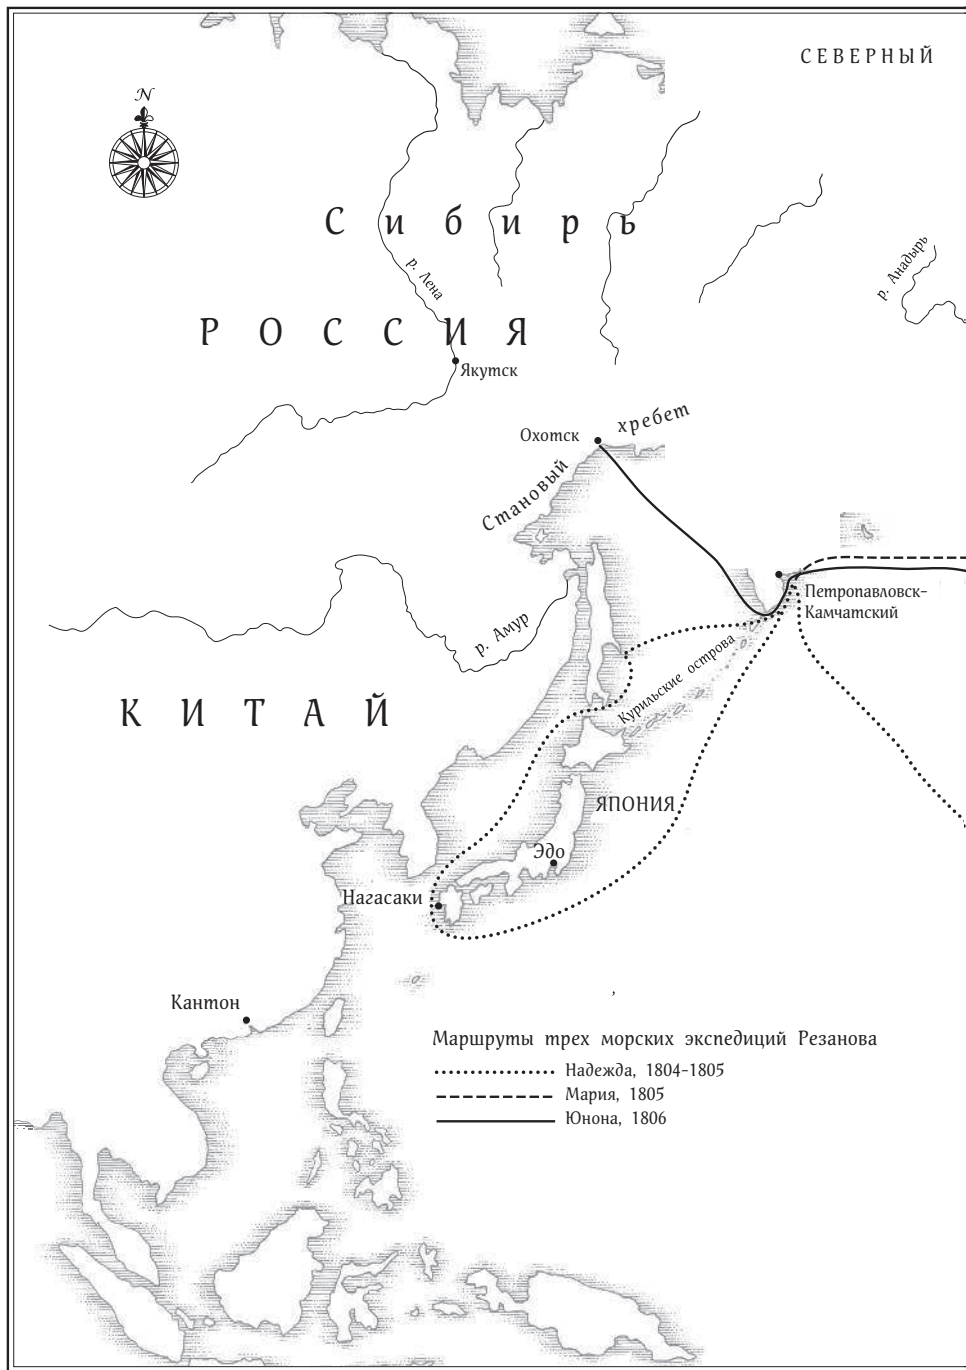 СЕВЕРНЫЙ
N
Сибирь
р. Лена
р. Анадырь
РОССИЯ
Якутск
Охотск
Становый хребет
Петропавловск-
Камчатский
р. Амур
Курильские острова
КИТАЙ
ЯПОНИЯ
Эдо
Нагасаки
Кантон
Маршруты трех морских экспедиций Резанова
Надежда, 1804-1805
Мария, 1805
Юнона, 1806